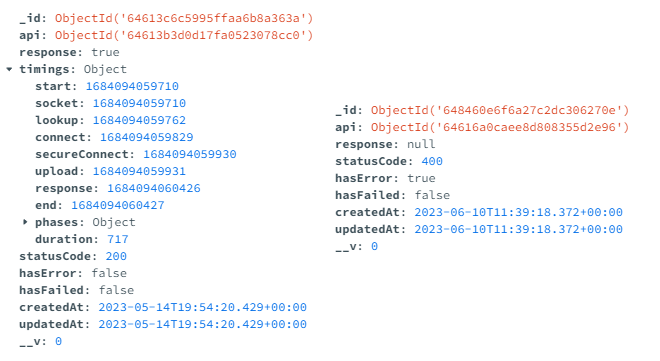 _id: ObjectId('64613c6c5995ffaa6b8a363a')
api: ObjectId('64613b3d0d17fa0523078cc0')
response: true
timings: Object
start: 1684094059710
socket: 1684094059710
lookup: 1684094059762
connect: 1684094059829
secureConnect: 1684094059930
upload: 1684094059931
response: 1684094060426
end: 1684094060427
phases: Object
duration: 717
statusCode: 200
hasError: false
hasFailed: false
createdAt: 2023-05-14T19:54:20.429+00:00
updatedAt: 2023-05-14T19:54:20.429+00:00
__v: 0
_id: ObjectId('648460e6f6a27c2dc306270e')
api: ObjectId('64616a0caee8d808355d2e96')
response: null
statusCode: 400
hasError: true
hasFailed: false
createdAt: 2023-06-10T11:39:18.372+00:00
updatedAt: 2023-06-10T11:39:18.372+00:00
__v: 0